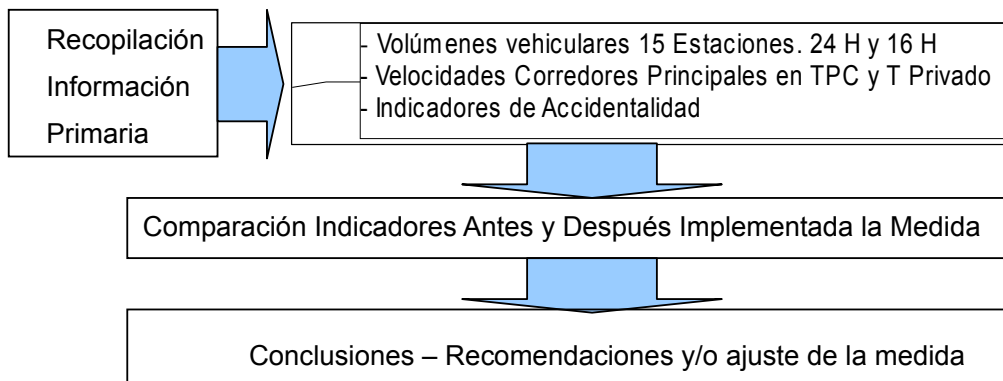 Recopilación
Información
Primaria
- Volúmenes vehiculares 15 Estaciones. 24 H y 16 H
- Velocidades Corredores Principales en TPC y T Privado
- Indicadores de Accidentalidad
Comparación Indicadores Antes y Después Implementada la Medida
Conclusiones – Recomendaciones y/o ajuste de la medida